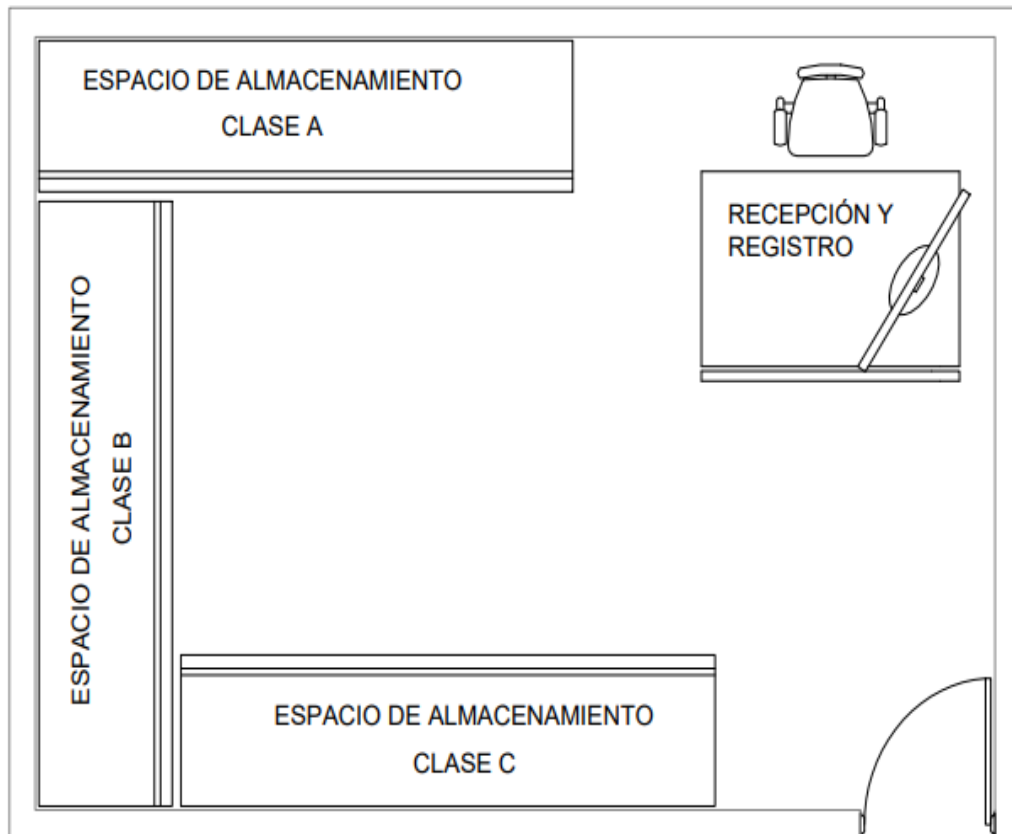 ESPACIO DE ALMACENAMIENTO
CLASE A
RECEPCIÓN Y
REGISTRO
ESPACIO DE ALMACENAMIENTO
CLASE B
ESPACIO DE ALMACENAMIENTO
CLASE C